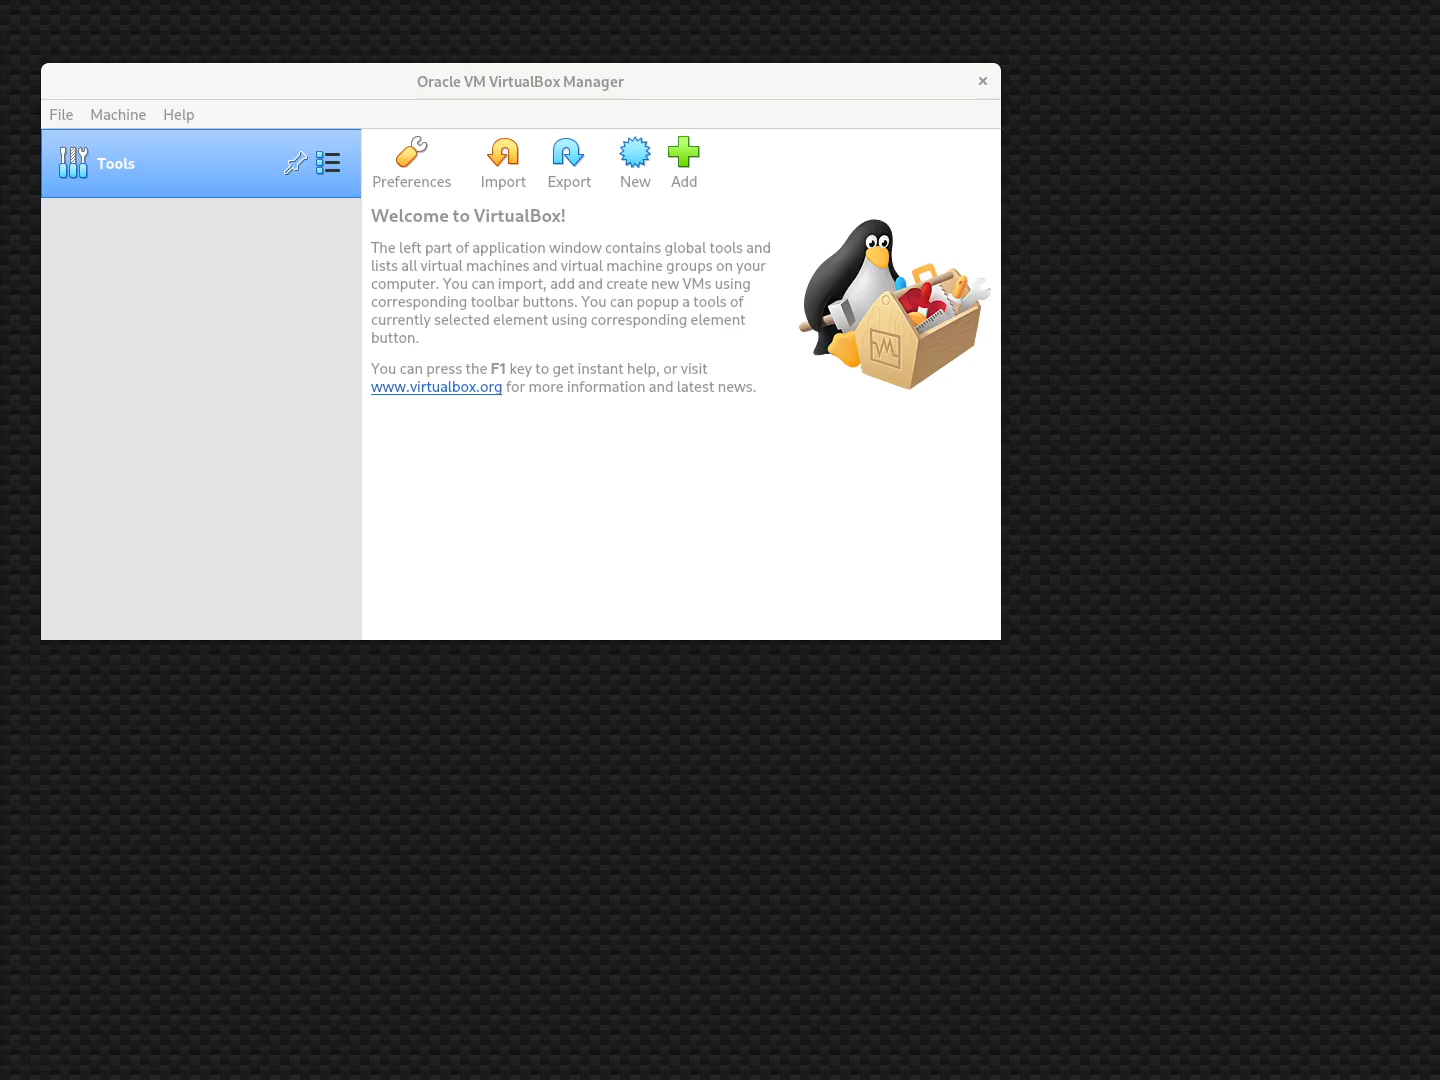 Oracle VM VirtualBox Manager
File Machine Help
Tools
Preferences Import Export New Add
Welcome to VirtualBox!
The left part of application window contains global tools and
lists all virtual machines and virtual machine groups on your
computer. You can import, add and create new VMs using
corresponding toolbar buttons. You can popup a tools of
currently selected element using corresponding element
button.
You can press the F1 key to get instant help, or visit
www.virtualbox.org for more information and latest news.